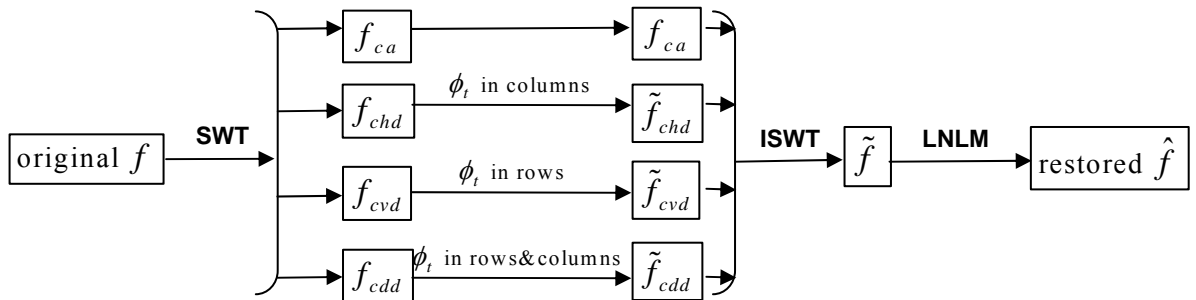 original f
SWT
f_ca
f_ca
f_chd
ϕ_t in columns
f̃_chd
f_cvd
ϕ_t in rows
f̃_cvd
f_cdd
ϕ_t in rows&columns
f̃_cdd
ISWT
f̃
LNLM
restored f̂